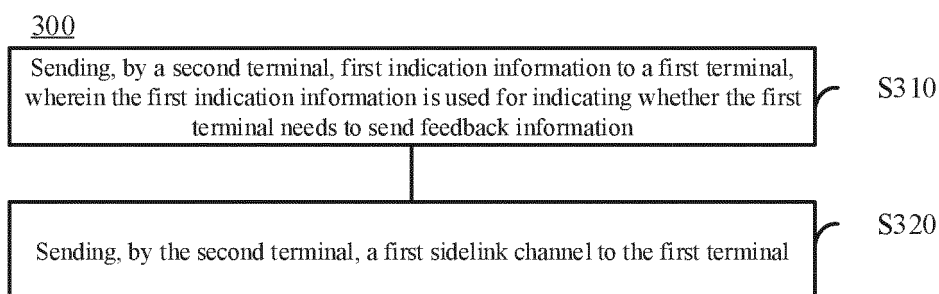 300
Sending, by a second terminal, first indication information to a first terminal,
wherein the first indication information is used for indicating whether the first
terminal needs to send feedback information
S310
Sending, by the second terminal, a first sidelink channel to the first terminal
S320